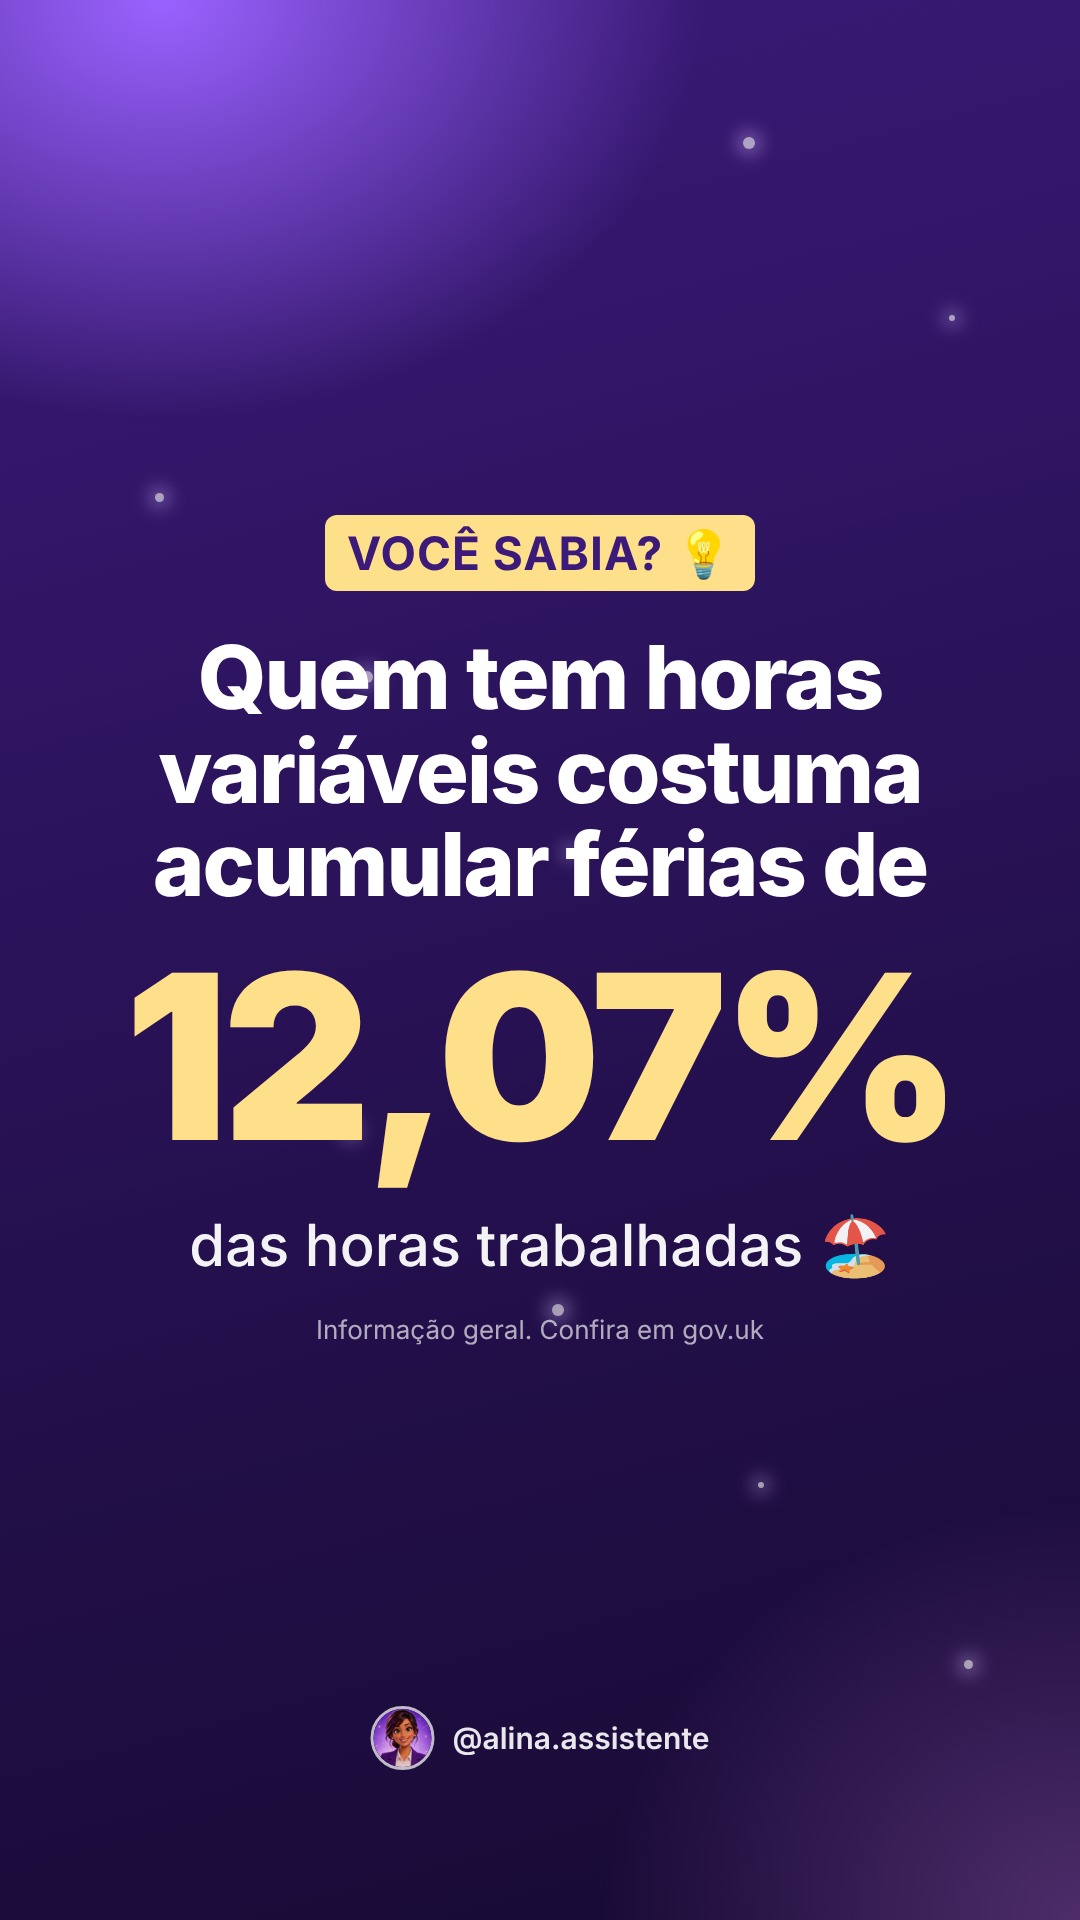 VOCÊ SABIA? 💡
Quem tem horas
variáveis costuma
acumular férias de
12,07%
das horas trabalhadas 🏖️
Informação geral. Confira em gov.uk
@alina.assistente